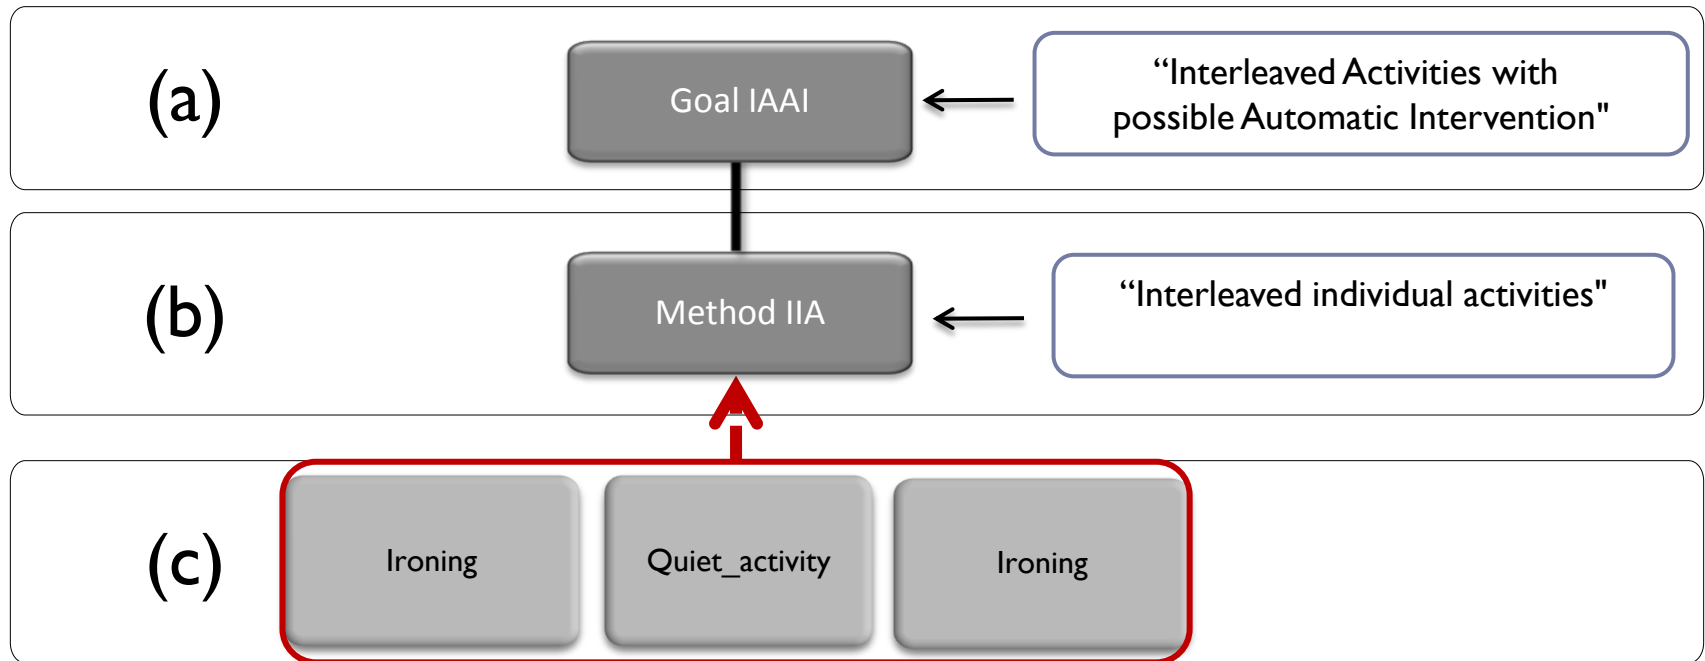 (a)
Goal IAAI
“Interleaved Activities with
possible Automatic Intervention"
(b)
Method IIA
“Interleaved individual activities"
(c)
Ironing
Quiet_activity
Ironing